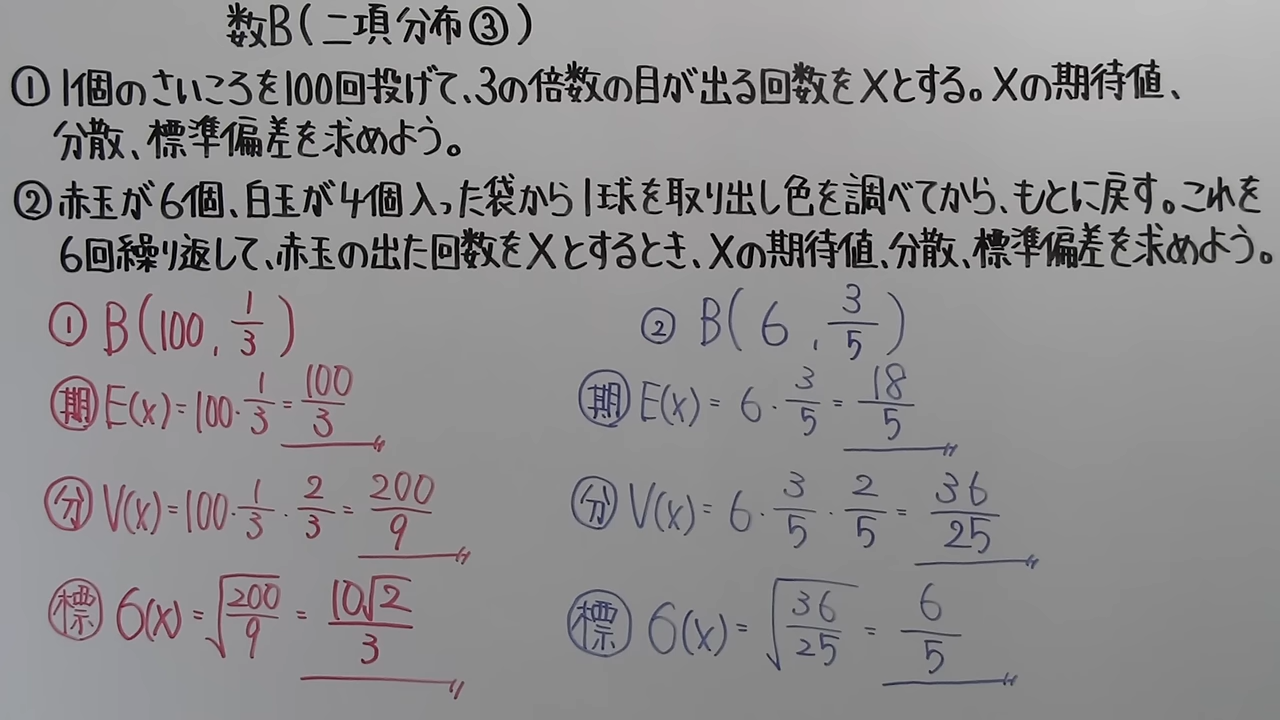 数B(二項分布③)
①1個のさいころを100回投げて、3の倍数の目が出る回数をXとする。Xの期待値、
分散、標準偏差を求めよう。
②赤玉が6個、白玉が4個入った袋から1球を取り出し色を調べてから、もとに戻す。これを
6回繰り返して、赤玉の出た回数をXとするとき、Xの期待値、分散、標準偏差を求めよう。
① B(100, 1/3)
期 E(x)=100・1/3=100/3
分 V(x)=100・1/3・2/3=200/9
標 σ(x)=√(200/9)=10√2/3
② B(6, 3/5)
期 E(x)=6・3/5=18/5
分 V(x)=6・3/5・2/5=36/25
標 σ(x)=√(36/25)=6/5